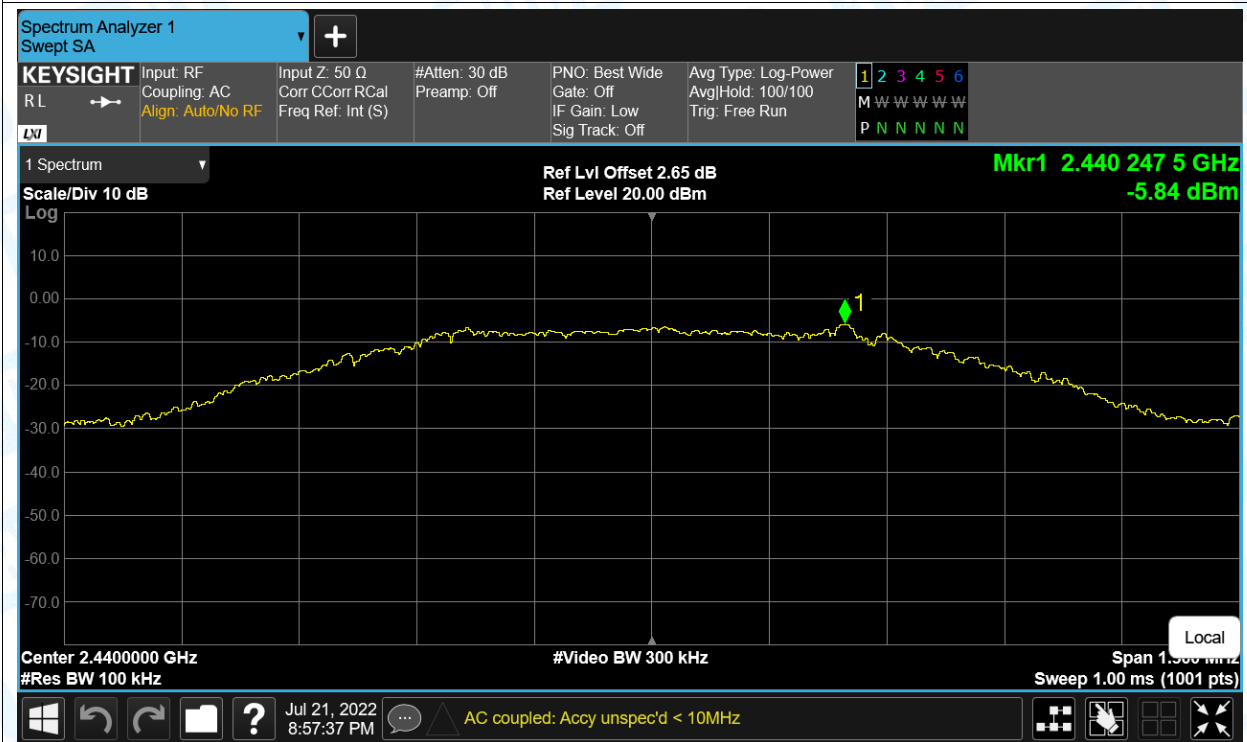 Spectrum Analyzer 1
Swept SA
KEYSIGHT
R L
LXI
Input: RF
Coupling: AC
Align: Auto/No RF
Input Z: 50 Ω
Corr CCorr RCal
Freq Ref: Int (S)
#Atten: 30 dB
Preamp: Off
PNO: Best Wide
Gate: Off
IF Gain: Low
Sig Track: Off
Avg Type: Log-Power
Avg|Hold: 100/100
Trig: Free Run
1 2 3 4 5 6
M W W W W W
P N N N N N
1 Spectrum
Scale/Div 10 dB
Log
Ref Lvl Offset 2.65 dB
Ref Level 20.00 dBm
Mkr1 2.440 247 5 GHz
-5.84 dBm
10.0
0.00
1
-10.0
-20.0
-30.0
-40.0
-50.0
-60.0
-70.0
Local
Center 2.4400000 GHz
#Video BW 300 kHz
Span
#Res BW 100 kHz
Sweep 1.00 ms (1001 pts)
?
Jul 21, 2022
8:57:37 PM
AC coupled: Accy unspec'd < 10MHz